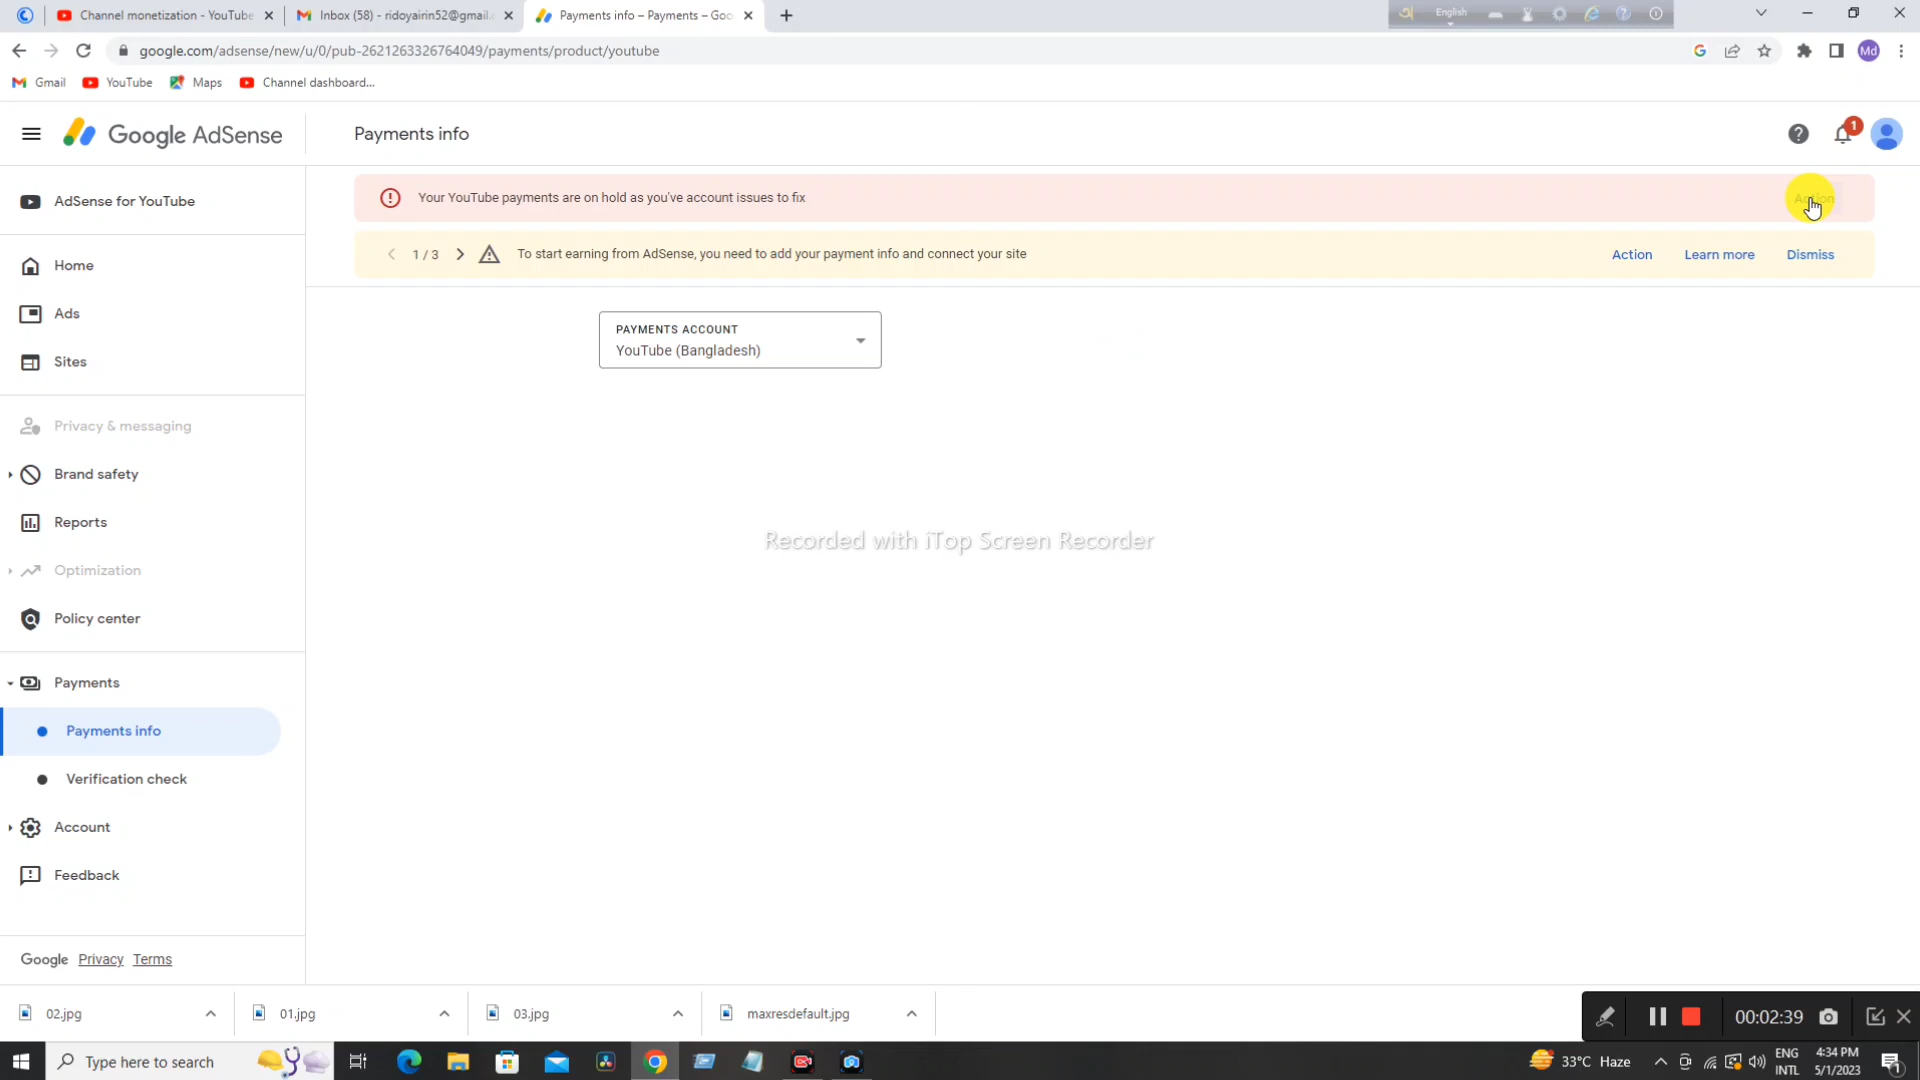 Channel monetization - YouTube
Inbox (58) - ridoyairin52@gmail.
Payments info – Payments – Goo
English
google.com/adsense/new/u/0/pub-2621263326764049/payments/product/youtube
Md
Gmail
YouTube
Maps
Channel dashboard...
Google AdSense
Payments info
1
AdSense for YouTube
Your YouTube payments are on hold as you've account issues to fix
Action
1 / 3
To start earning from AdSense, you need to add your payment info and connect your site
Action
Learn more
Dismiss
Home
Ads
Sites
PAYMENTS ACCOUNT
YouTube (Bangladesh)
Privacy & messaging
Brand safety
Reports
Optimization
Policy center
Payments
Payments info
Verification check
Account
Feedback
Recorded with iTop Screen Recorder
Google Privacy Terms
02.jpg
01.jpg
03.jpg
maxresdefault.jpg
00:02:39
Type here to search
33°C Haze
ENG
INTL
4:34 PM
5/1/2023
1